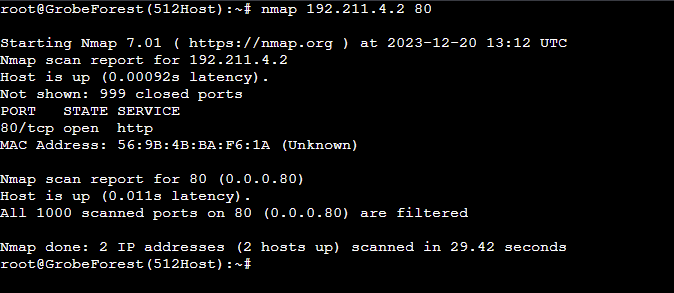 root@GrobeForest(512Host):~# nmap 192.211.4.2 80
Starting Nmap 7.01 ( https://nmap.org ) at 2023-12-20 13:12 UTC
Nmap scan report for 192.211.4.2
Host is up (0.00092s latency).
Not shown: 999 closed ports
PORT   STATE SERVICE
80/tcp open  http
MAC Address: 56:9B:4B:BA:F6:1A (Unknown)
Nmap scan report for 80 (0.0.0.80)
Host is up (0.011s latency).
All 1000 scanned ports on 80 (0.0.0.80) are filtered
Nmap done: 2 IP addresses (2 hosts up) scanned in 29.42 seconds
root@GrobeForest(512Host):~#